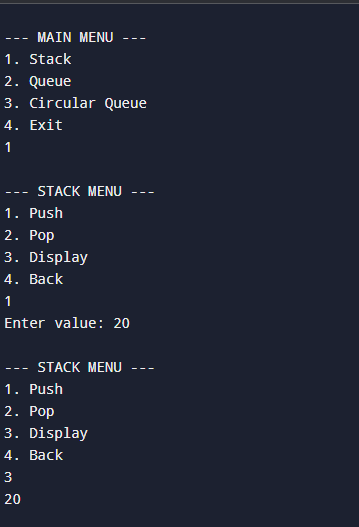 --- MAIN MENU ---
1. Stack
2. Queue
3. Circular Queue
4. Exit
1
--- STACK MENU ---
1. Push
2. Pop
3. Display
4. Back
1
Enter value: 20
--- STACK MENU ---
1. Push
2. Pop
3. Display
4. Back
3
20